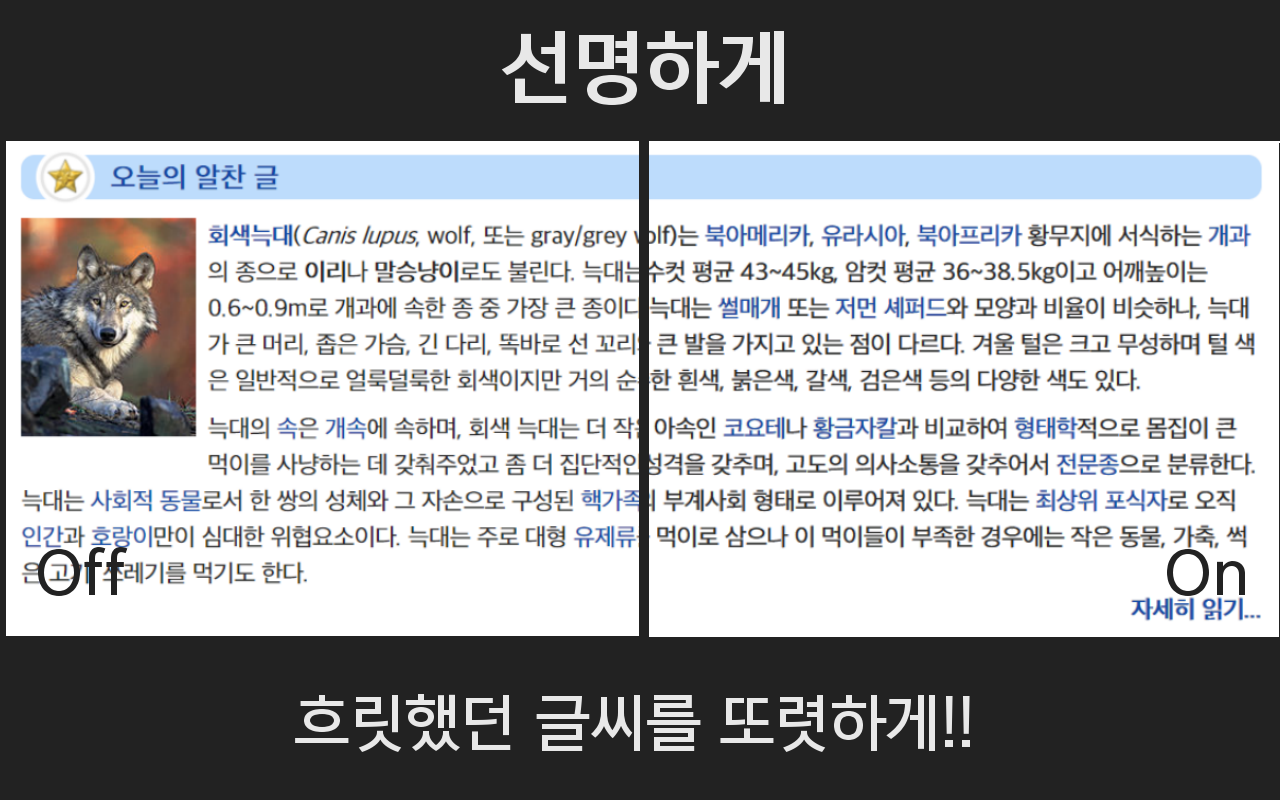 선명하게
오늘의 알찬 글
회색늑대(Canis lupus, wolf, 또는 gray/grey wolf)는 북아메리카, 유라시아, 북아프리카 황무지에 서식하는 개과
의 종으로 이리나 말승냥이로도 불린다. 늑대는 수컷 평균 43~45kg, 암컷 평균 36~38.5kg이고 어깨높이는
0.6~0.9m로 개과에 속한 종 중 가장 큰 종이다 늑대는 썰매개 또는 저먼 셰퍼드와 모양과 비율이 비슷하나, 늑대
가 큰 머리, 좁은 가슴, 긴 다리, 똑바로 선 꼬리와 큰 발을 가지고 있는 점이 다르다. 겨울 털은 크고 무성하며 털 색
은 일반적으로 얼룩덜룩한 회색이지만 거의 순수한 흰색, 붉은색, 갈색, 검은색 등의 다양한 색도 있다.
늑대의 속은 개속에 속하며, 회색 늑대는 더 작은 아속인 코요테나 황금자칼과 비교하여 형태학적으로 몸집이 큰
먹이를 사냥하는 데 갖춰주었고 좀 더 집단적인 성격을 갖추며, 고도의 의사소통을 갖추어서 전문종으로 분류한다.
늑대는 사회적 동물로서 한 쌍의 성체와 그 자손으로 구성된 핵가족의 부계사회 형태로 이루어져 있다. 늑대는 최상위 포식자로 오직
인간과 호랑이만이 심대한 위협요소이다. 늑대는 주로 대형 유제류를 먹이로 삼으나 이 먹이들이 부족한 경우에는 작은 동물, 가축, 썩
은 고기, 쓰레기를 먹기도 한다.
Off
On
자세히 읽기...
흐릿했던 글씨를 또렷하게!!